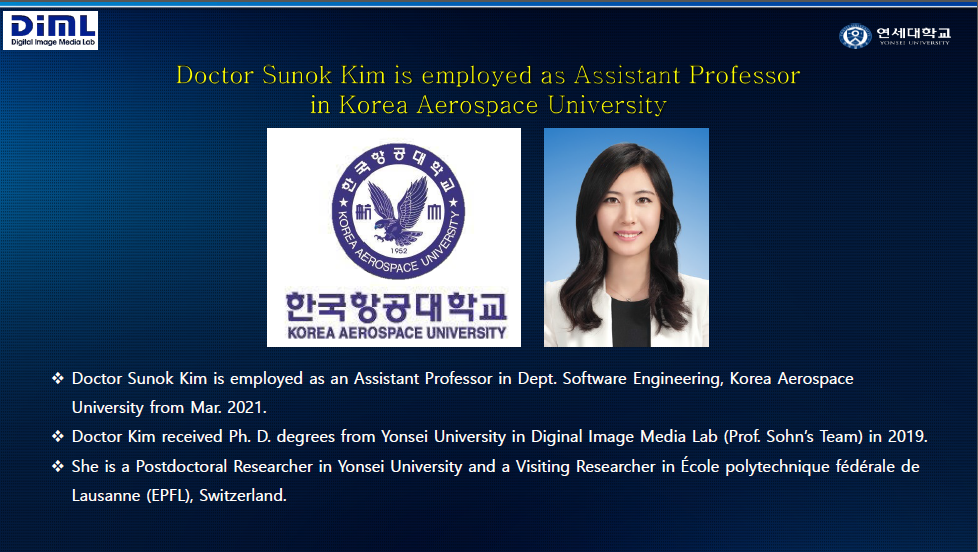 DiML
Digital Image Media Lab
연세대학교
YONSEI UNIVERSITY
Doctor Sunok Kim is employed as Assistant Professor
in Korea Aerospace University
한국항공대학교
航大
KOREA AEROSPACE UNIVERSITY
1952
한국항공대학교
KOREA AEROSPACE UNIVERSITY
❖ Doctor Sunok Kim is employed as an Assistant Professor in Dept. Software Engineering, Korea Aerospace
University from Mar. 2021.
❖ Doctor Kim received Ph. D. degrees from Yonsei University in Diginal Image Media Lab (Prof. Sohn’s Team) in 2019.
❖ She is a Postdoctoral Researcher in Yonsei University and a Visiting Researcher in École polytechnique fédérale de
Lausanne (EPFL), Switzerland.